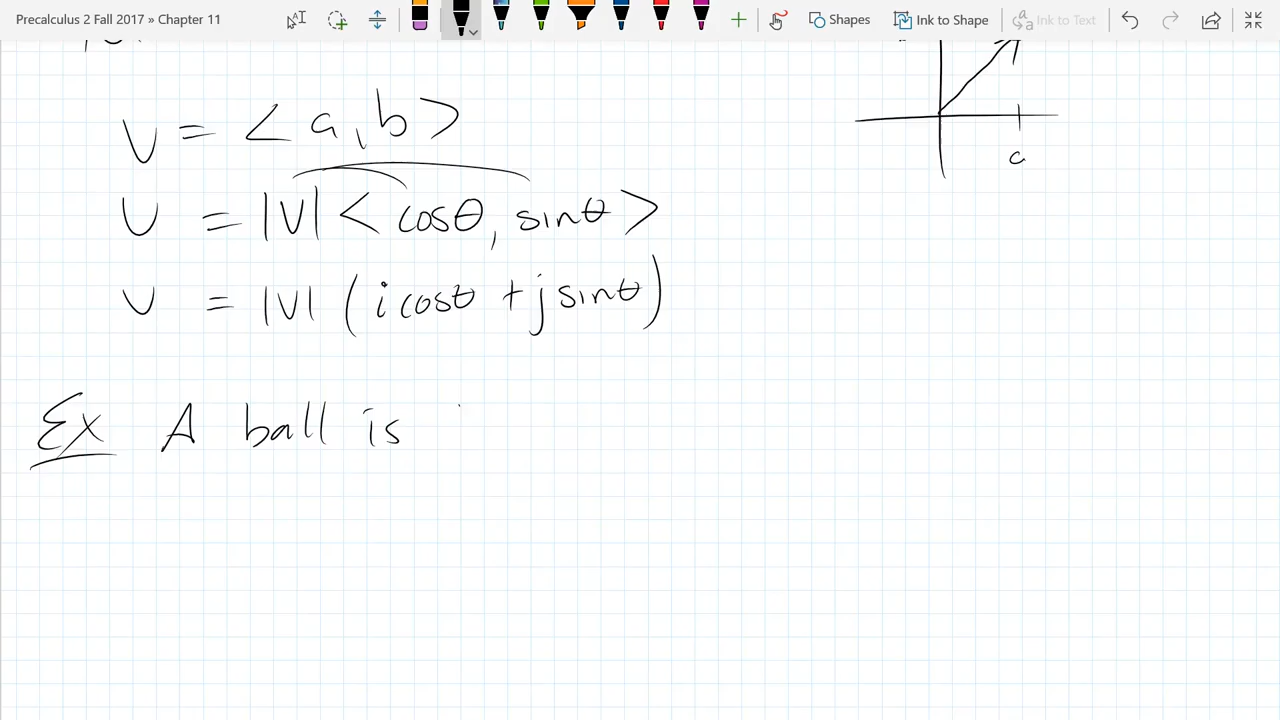 Precalculus 2 Fall 2017 » Chapter 11
Shapes
Ink to Shape
Ink to Text
v = <a, b>
v = |v| < cosθ, sinθ >
v = |v| ( i cosθ + j sinθ )
a
Ex A ball is